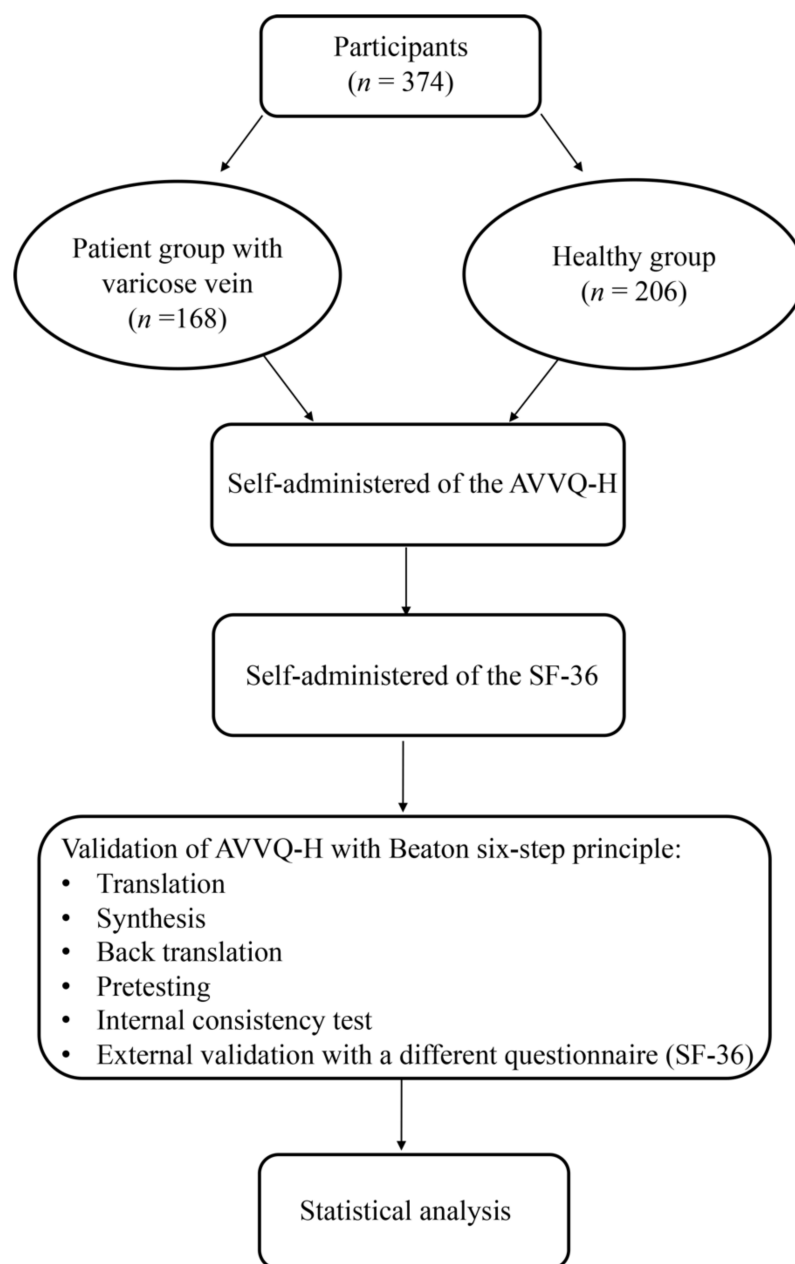 Participants
(n = 374)
Patient group with
varicose vein
(n =168)
Healthy group
(n = 206)
Self-administered of the AVVQ-H
Self-administered of the SF-36
Validation of AVVQ-H with Beaton six-step principle:
• Translation
• Synthesis
• Back translation
• Pretesting
• Internal consistency test
• External validation with a different questionnaire (SF-36)
Statistical analysis